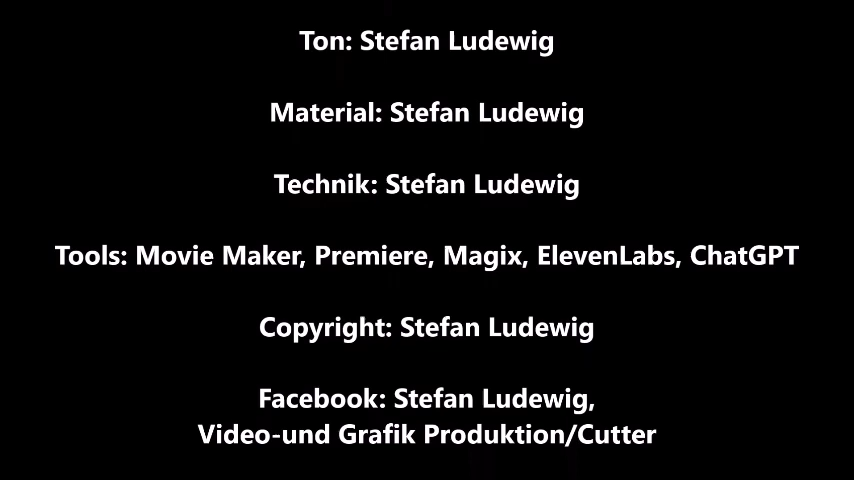 Ton: Stefan Ludewig
Material: Stefan Ludewig
Technik: Stefan Ludewig
Tools: Movie Maker, Premiere, Magix, ElevenLabs, ChatGPT
Copyright: Stefan Ludewig
Facebook: Stefan Ludewig,
Video-und Grafik Produktion/Cutter